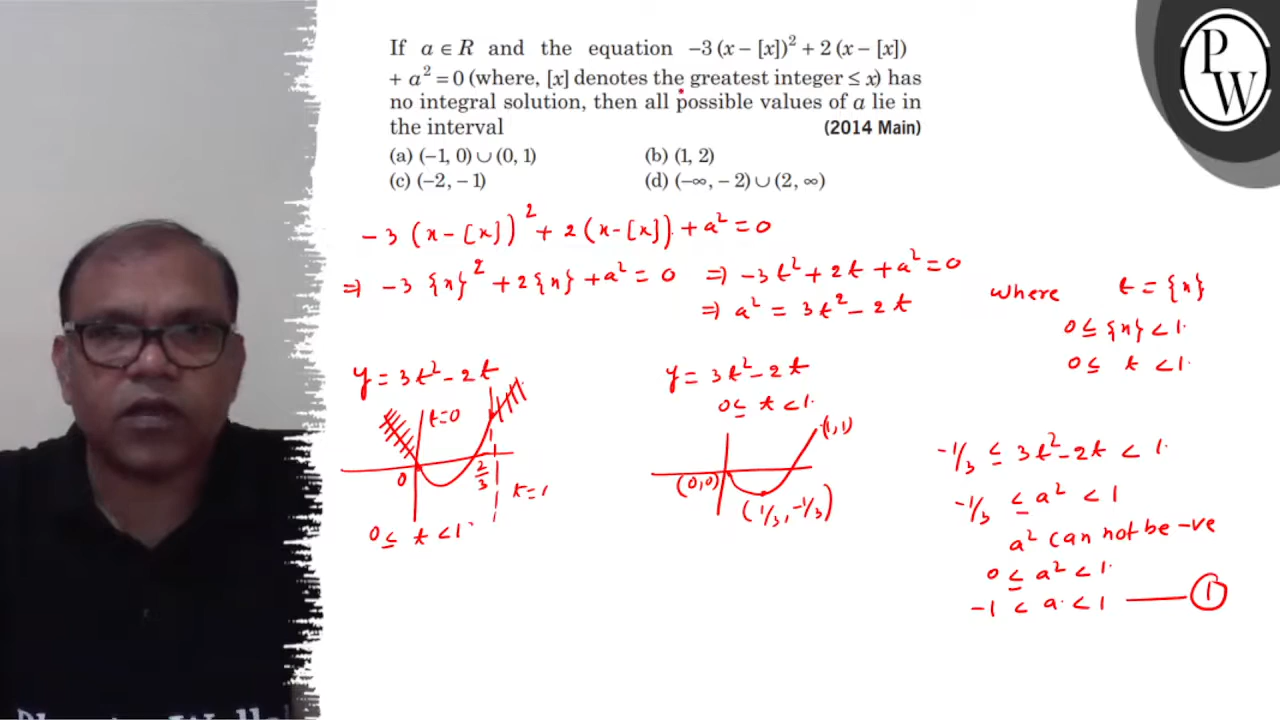 If a ∈ R and the equation −3 (x − [x])² + 2 (x − [x])
+ a² = 0 (where, [x] denotes the greatest integer ≤ x) has
no integral solution, then all possible values of a lie in
the interval (2014 Main)
(a) (−1, 0) ∪ (0, 1) (b) (1, 2)
(c) (−2, −1) (d) (−∞, −2) ∪ (2, ∞)
P
W
−3 (x − [x])² + 2 (x − [x]) + a² = 0
⇒ −3 {x}² + 2{x} + a² = 0 ⇒ −3t² + 2t + a² = 0
⇒ a² = 3t² − 2t
where t = {x}
0 ≤ {x} < 1.
0 ≤ t < 1.
y = 3t² − 2t
t=0
0
2/3
t=1
0 ≤ t < 1
y = 3t² − 2t
0 ≤ t < 1.
(1,1)
(0,0)
(1/3, −1/3)
−1/3 ≤ 3t² − 2t < 1.
−1/3 ≤ a² < 1
a² can not be −ve
0 ≤ a² < 1.
−1 < a < 1 —— ①